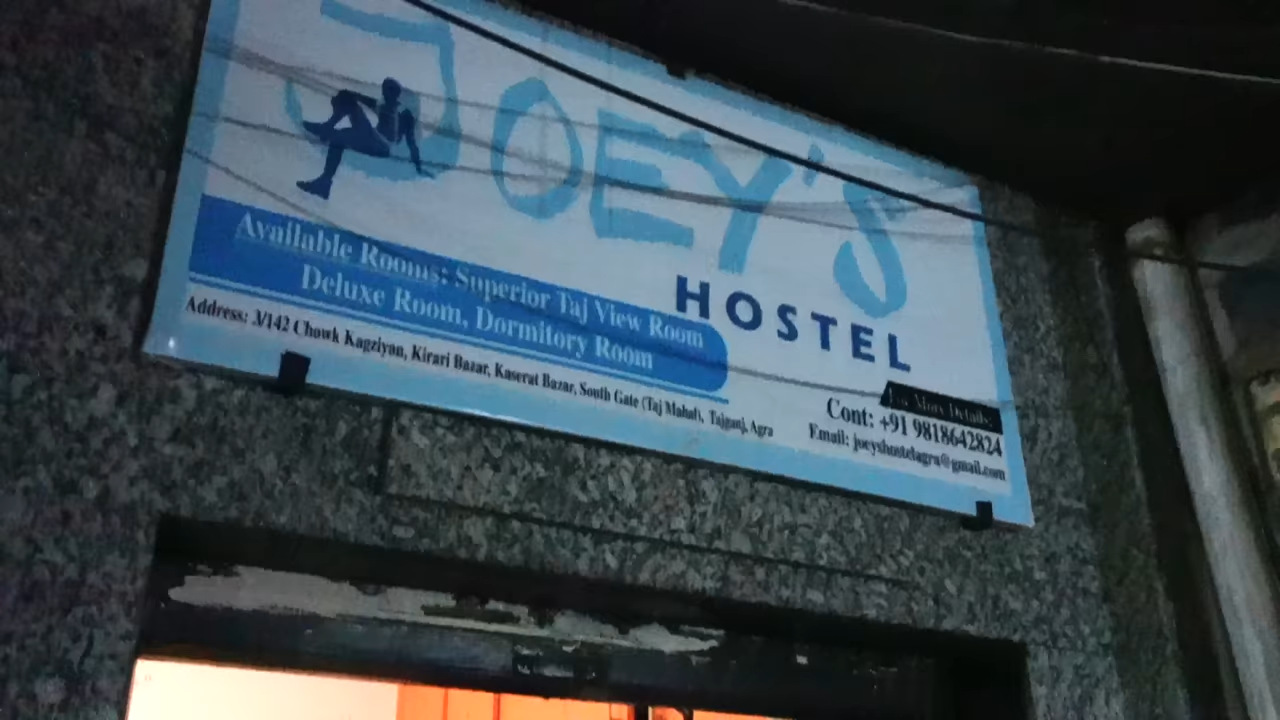 JOEY'S
HOSTEL
Available Rooms: Superior Taj View Room
Deluxe Room, Dormitory Room
Address: 3/142 Chowk Kagziyan, Kirari Bazar, Kaserat Bazar, South Gate (Taj Mahal), Tajganj, Agra
For More Details:
Cont: +91 9818642824
Email: joeyshostelagra@gmail.com